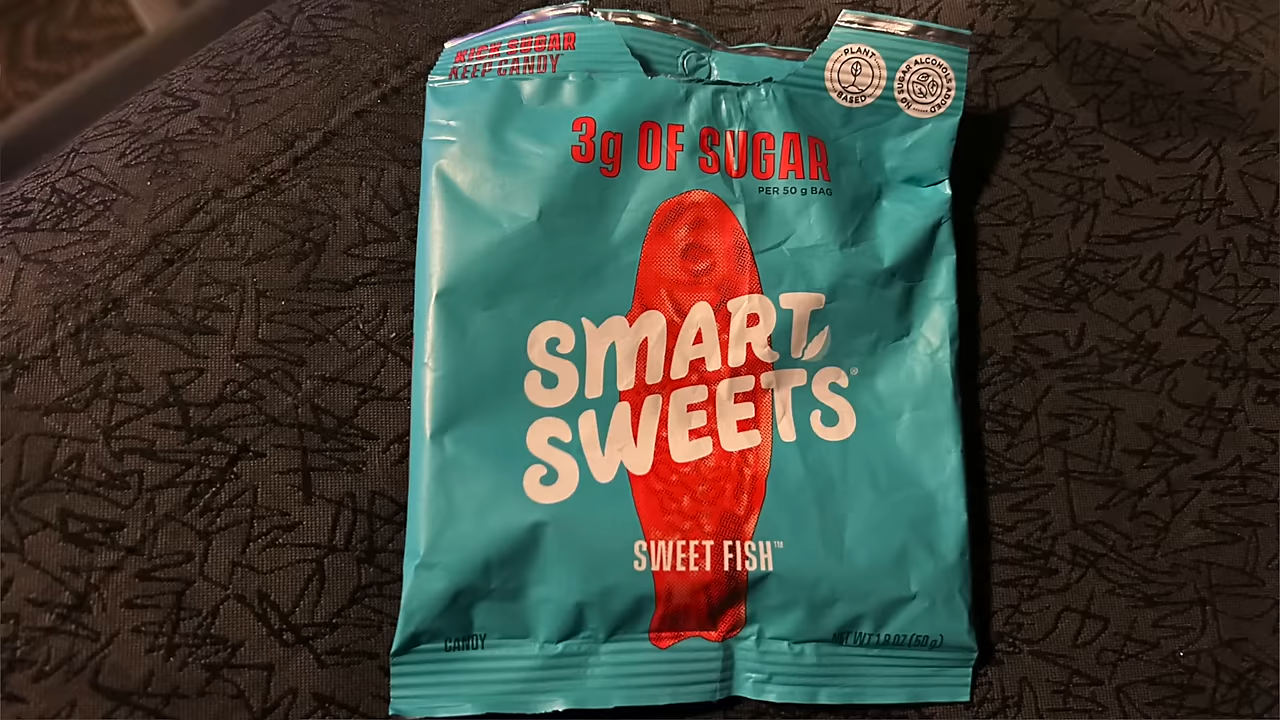 KICK SUGAR
KEEP CANDY
PLANT
BASED
NO SUGAR ALCOHOLS ADDED
3g OF SUGAR
PER 50 g BAG
SMART
SWEETS®
SWEET FISH™
CANDY
NET WT 1.8 OZ (50 g)